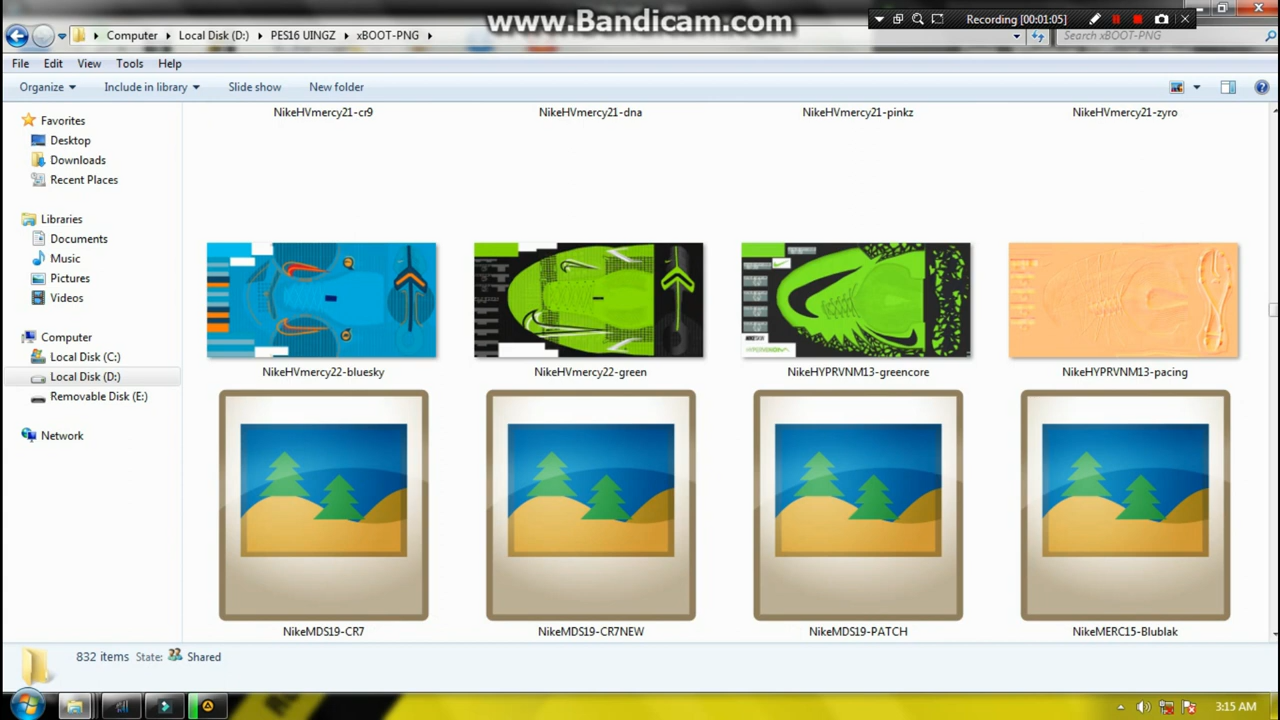 www.Bandicam.com
Recording [00:01:05]
Computer Local Disk (D:) PES16 UINGZ xBOOT-PNG
Search xBOOT-PNG
File Edit View Tools Help
Organize Include in library Slide show New folder
NikeHVmercy21-cr9 NikeHVmercy21-dna NikeHVmercy21-pinkz NikeHVmercy21-zyro
Favorites
Desktop
Downloads
Recent Places
Libraries
Documents
Music
Pictures
Videos
Computer
Local Disk (C:)
Local Disk (D:)
Removable Disk (E:)
Network
NikeHVmercy22-bluesky NikeHVmercy22-green NikeHYPRVNM13-greencore NikeHYPRVNM13-pacing
NikeMDS19-CR7 NikeMDS19-CR7NEW NikeMDS19-PATCH NikeMERC15-Blublak
832 items State: Shared
3:15 AM